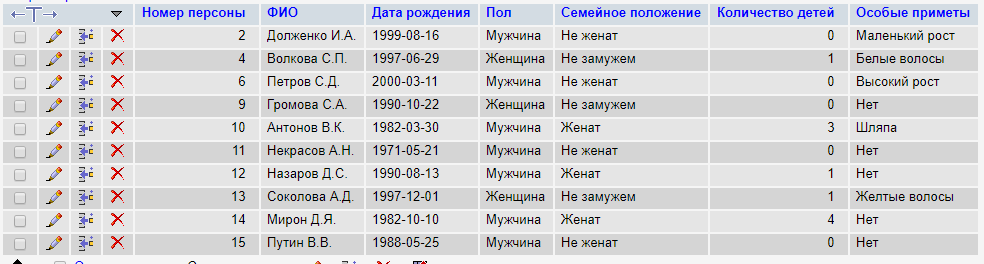 Номер персоны ФИО Дата рождения Пол Семейное положение Количество детей Особые приметы
2 Долженко И.А. 1999-08-16 Мужчина Не женат 0 Маленький рост
4 Волкова С.П. 1997-06-29 Женщина Не замужем 1 Белые волосы
6 Петров С.Д. 2000-03-11 Мужчина Не женат 0 Высокий рост
9 Громова С.А. 1990-10-22 Женщина Не замужем 0 Нет
10 Антонов В.К. 1982-03-30 Мужчина Женат 3 Шляпа
11 Некрасов А.Н. 1971-05-21 Мужчина Не женат 0 Нет
12 Назаров Д.С. 1990-08-13 Мужчина Женат 1 Нет
13 Соколова А.Д. 1997-12-01 Женщина Не замужем 1 Желтые волосы
14 Мирон Д.Я. 1982-10-10 Мужчина Женат 4 Нет
15 Путин В.В. 1988-05-25 Мужчина Не женат 0 Нет